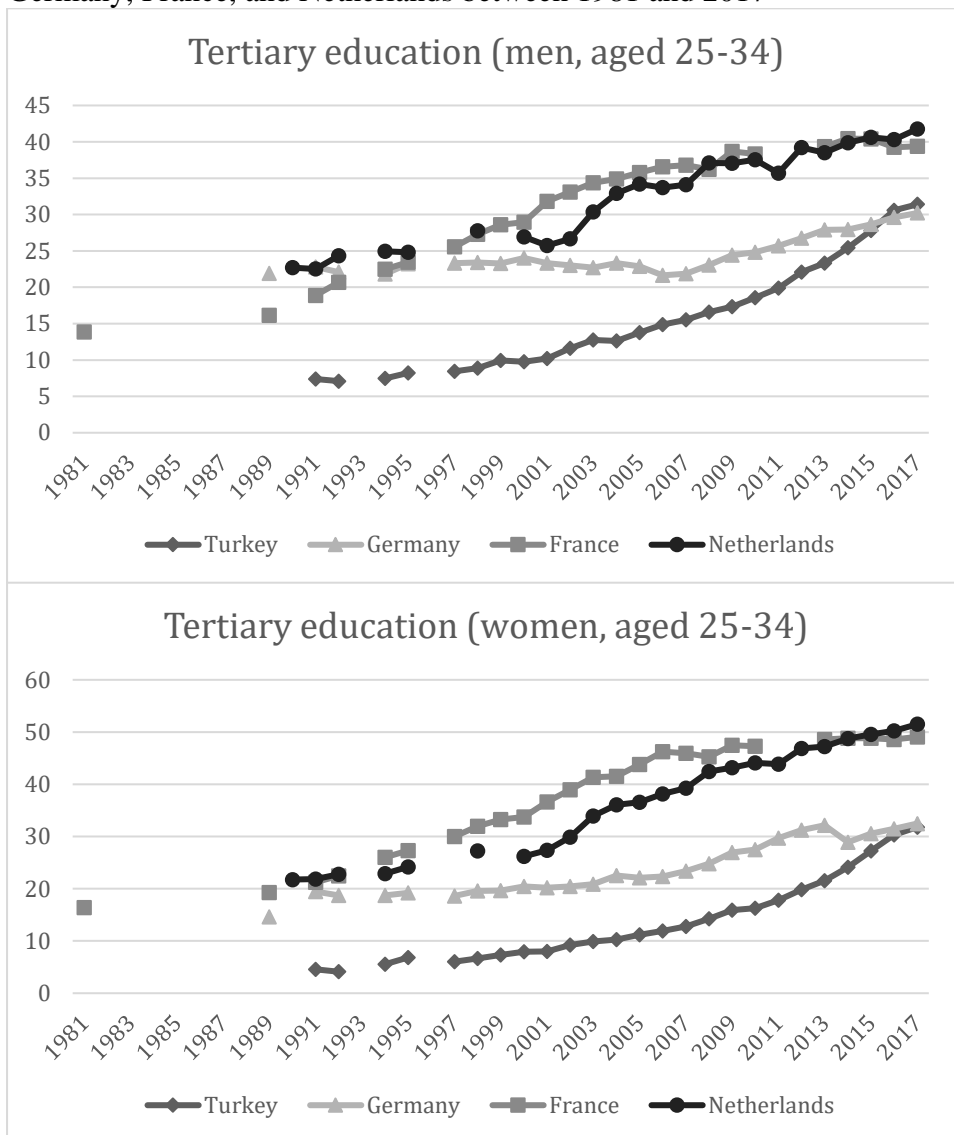 Germany, France, and Netherlands between 1981 and 2017
Tertiary education (men, aged 25-34)
45
40
35
30
25
20
15
10
5
0
1981 1983 1985 1987 1989 1991 1993 1995 1997 1999 2001 2003 2005 2007 2009 2011 2013 2015 2017
Turkey Germany France Netherlands
Tertiary education (women, aged 25-34)
60
50
40
30
20
10
0
1981 1983 1985 1987 1989 1991 1993 1995 1997 1999 2001 2003 2005 2007 2009 2011 2013 2015 2017
Turkey Germany France Netherlands